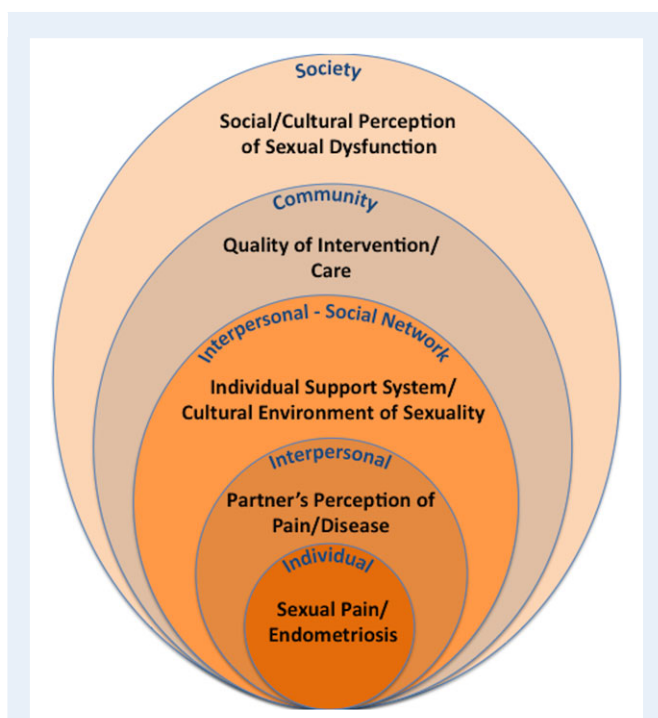 Society
Social/Cultural Perception
of Sexual Dysfunction
Community
Quality of Intervention/
Care
Interpersonal - Social Network
Individual Support System/
Cultural Environment of Sexuality
Interpersonal
Partner’s Perception of
Pain/Disease
Individual
Sexual Pain/
Endometriosis